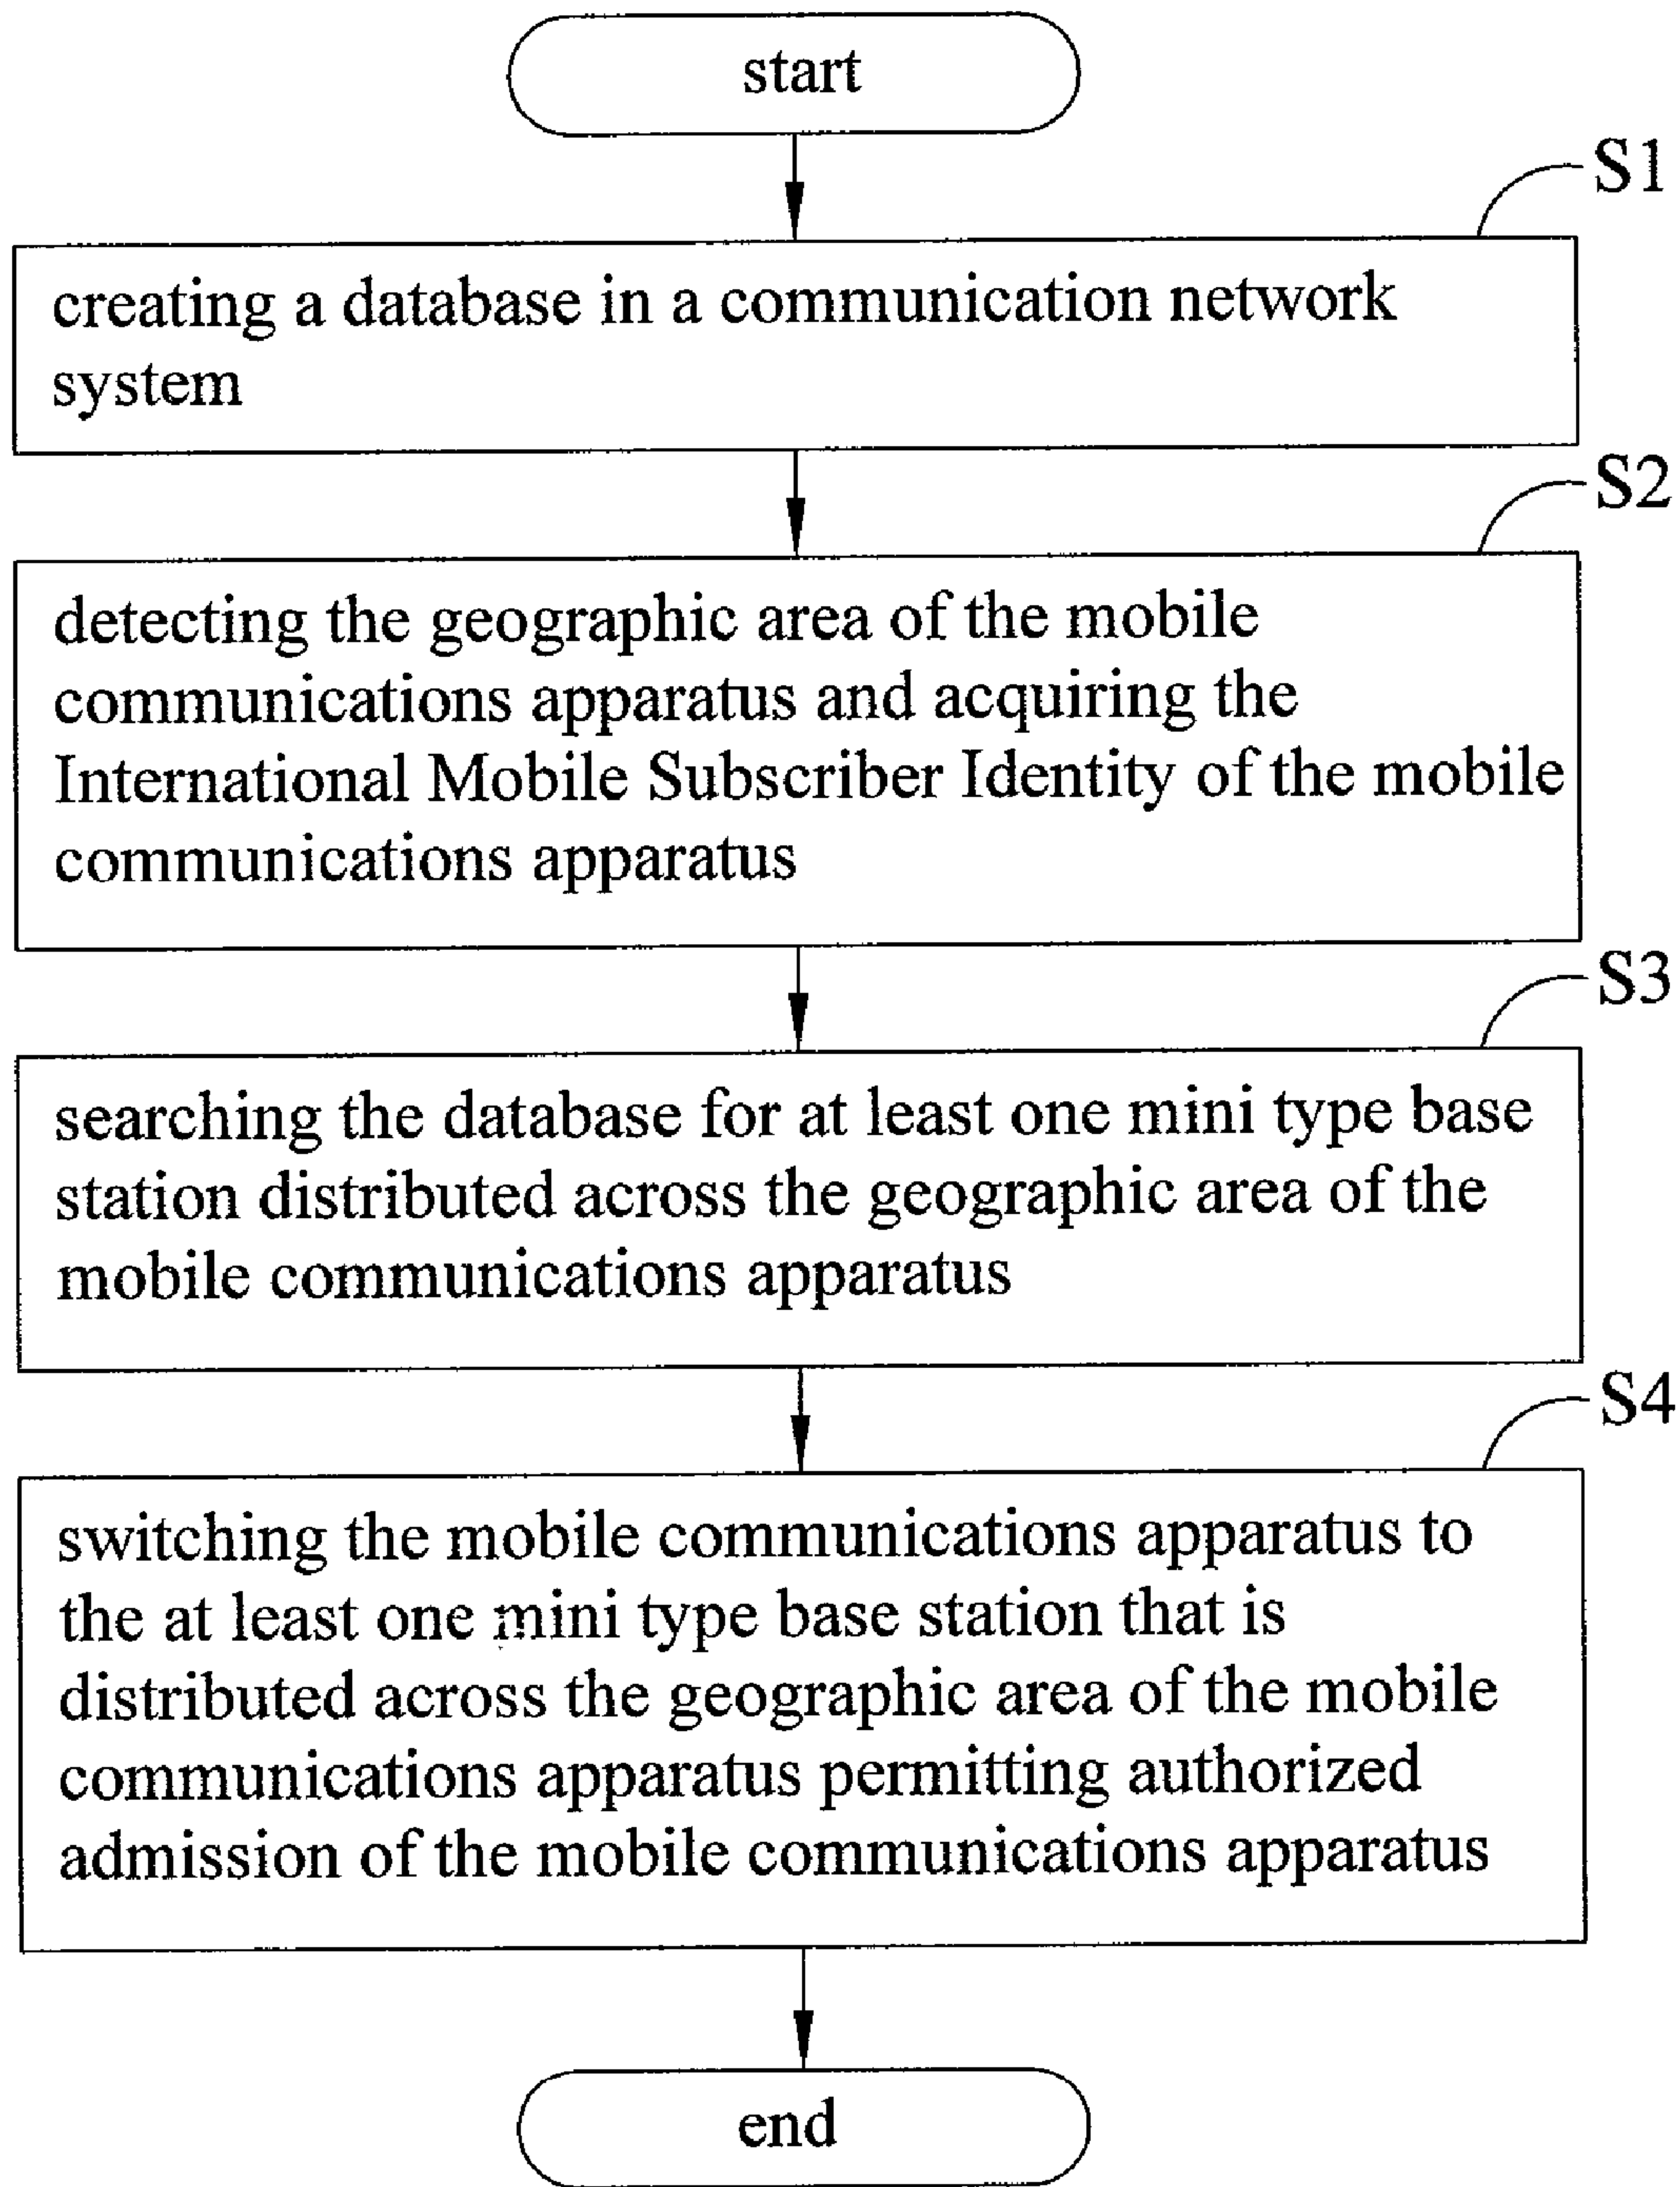 start
S1
creating a database in a communication network
system
S2
detecting the geographic area of the mobile
communications apparatus and acquiring the
International Mobile Subscriber Identity of the mobile
communications apparatus
S3
searching the database for at least one mini type base
station distributed across the geographic area of the
mobile communications apparatus
S4
switching the mobile communications apparatus to
the at least one mini type base station that is
distributed across the geographic area of the mobile
communications apparatus permitting authorized
admission of the mobile communications apparatus
end